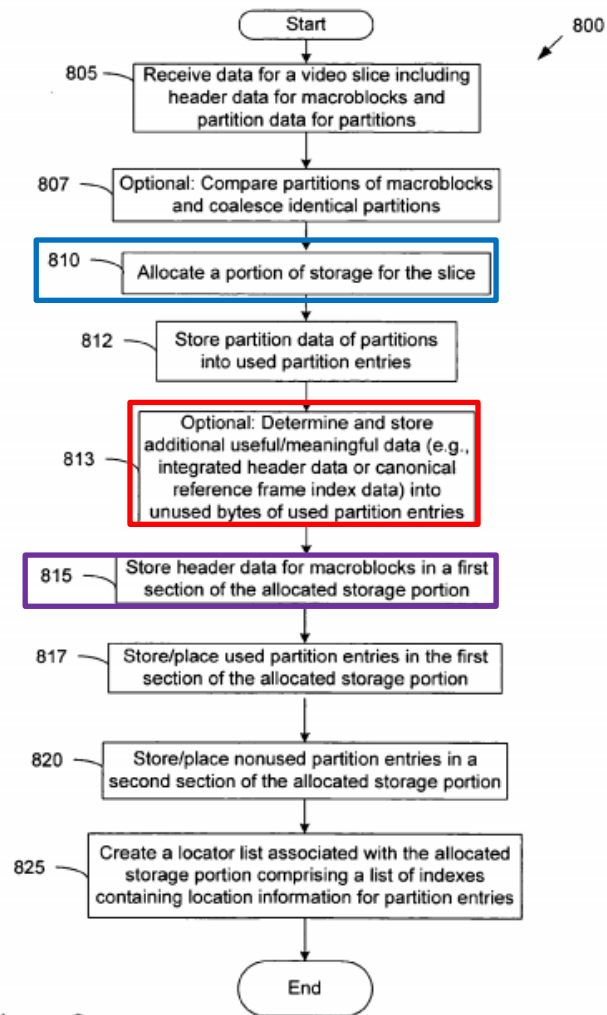 Start
800
805
Receive data for a video slice including
header data for macroblocks and
partition data for partitions
807
Optional: Compare partitions of macroblocks
and coalesce identical partitions
810
Allocate a portion of storage for the slice
812
Store partition data of partitions
into used partition entries
813
Optional: Determine and store
additional useful/meaningful data (e.g.,
integrated header data or canonical
reference frame index data) into
unused bytes of used partition entries
815
Store header data for macroblocks in a first
section of the allocated storage portion
817
Store/place used partition entries in the first
section of the allocated storage portion
820
Store/place nonused partition entries in a
second section of the allocated storage portion
825
Create a locator list associated with the allocated
storage portion comprising a list of indexes
containing location information for partition entries
End